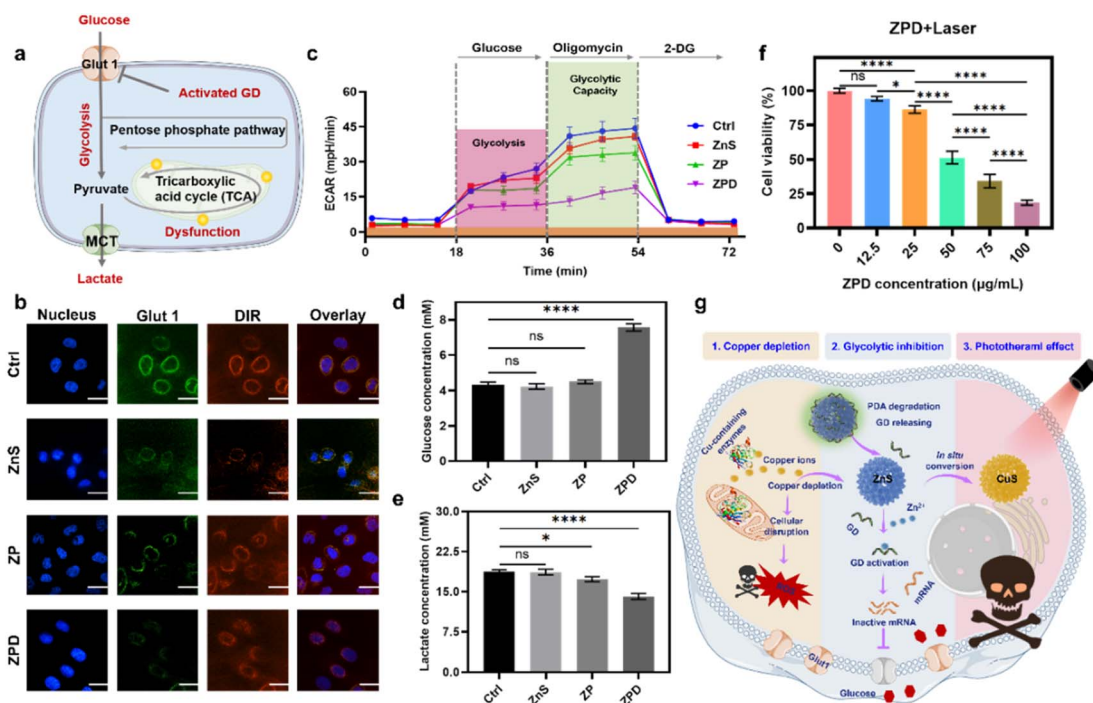 a
Glucose
Glut 1
Activated GD
Glycolysis
Pentose phosphate pathway
Pyruvate
Tricarboxylic
acid cycle (TCA)
Dysfunction
MCT
Lactate
b
Nucleus
Glut 1
DIR
Overlay
Ctrl
ZnS
ZP
ZPD
c
Glucose
Oligomycin
2-DG
Glycolytic
Capacity
Glycolysis
Ctrl
ZnS
ZP
ZPD
ECAR (mpH/min)
60
45
30
15
0
0
18
36
54
72
Time (min)
d
Glucose concentration (mM)
8
6
4
2
0
****
ns
ns
Ctrl
ZnS
ZP
ZPD
e
Lactate concentration (mM)
22.5
15.0
7.5
0.0
****
*
ns
Ctrl
ZnS
ZP
ZPD
f
ZPD+Laser
Cell viability (%)
100
75
50
25
0
****
ns
*
****
****
****
****
****
0
12.5
25
50
75
100
ZPD concentration (µg/mL)
g
1. Copper depletion
2. Glycolytic inhibition
3. Phototheraml effect
PDA degradation
GD releasing
Cu-containing
enzymes
Copper ions
Copper depletion
Cellular
disruption
ZnS
In situ
conversion
CuS
GD
Zn2+
GD activation
mRNA
Inactive mRNA
Glut1
Glucose